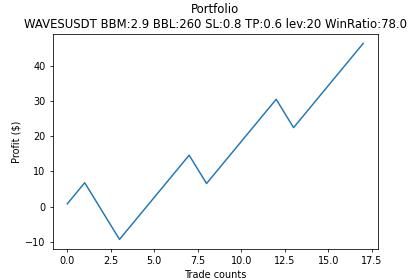 Portfolio
WAVESUSDT BBM:2.9 BBL:260 SL:0.8 TP:0.6 lev:20 WinRatio:78.0
Profit ($)
40
30
20
10
0
−10
0.0 2.5 5.0 7.5 10.0 12.5 15.0 17.5
Trade counts